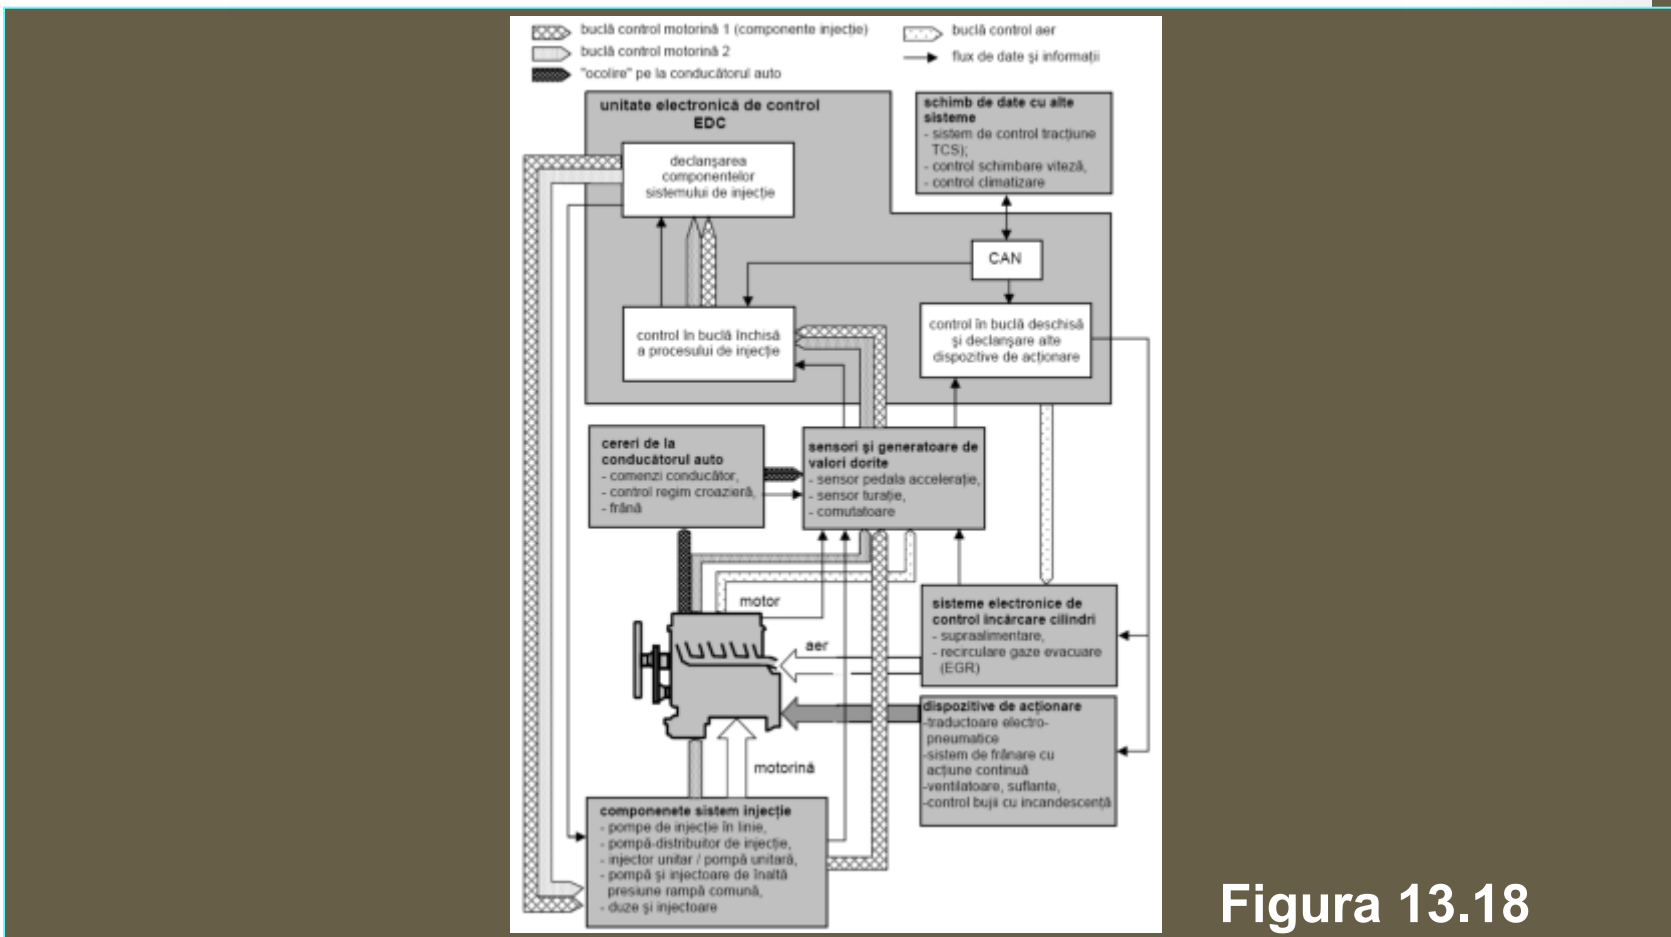 buclă control motorină 1 (componente injecție)
buclă control motorină 2
"ocolire" pe la conducătorul auto
buclă control aer
flux de date și informații
unitate electronică de control
EDC
schimb de date cu alte
sisteme
- sistem de control tracțiune
TCS);
- control schimbare viteză,
- control climatizare
declanșarea
componentelor
sistemului de injecție
CAN
control în buclă închisă
a procesului de injecție
control în buclă deschisă
și declanșare alte
dispozitive de acționare
cereri de la
conducătorul auto
- comenzi conducător,
- control regim croazieră,
- frână
sensori și generatoare de
valori dorite
- sensor pedala accelerație,
- sensor turație,
- comutatoare
motor
aer
sisteme electronice de
control încărcare cilindri
- supraalimentare,
- recirculare gaze evacuare
(EGR)
dispozitive de acționare
-traductoare electro-
pneumatice
-sistem de frânare cu
acțiune continuă
-ventilatoare, suflante,
-control bujii cu incandescență
motorină
componenete sistem injecție
- pompe de injecție în linie,
- pompă-distribuitor de injecție,
- injector unitar / pompă unitară,
- pompă și injectoare de înaltă
presiune rampă comună,
- duze și injectoare
Figura 13.18